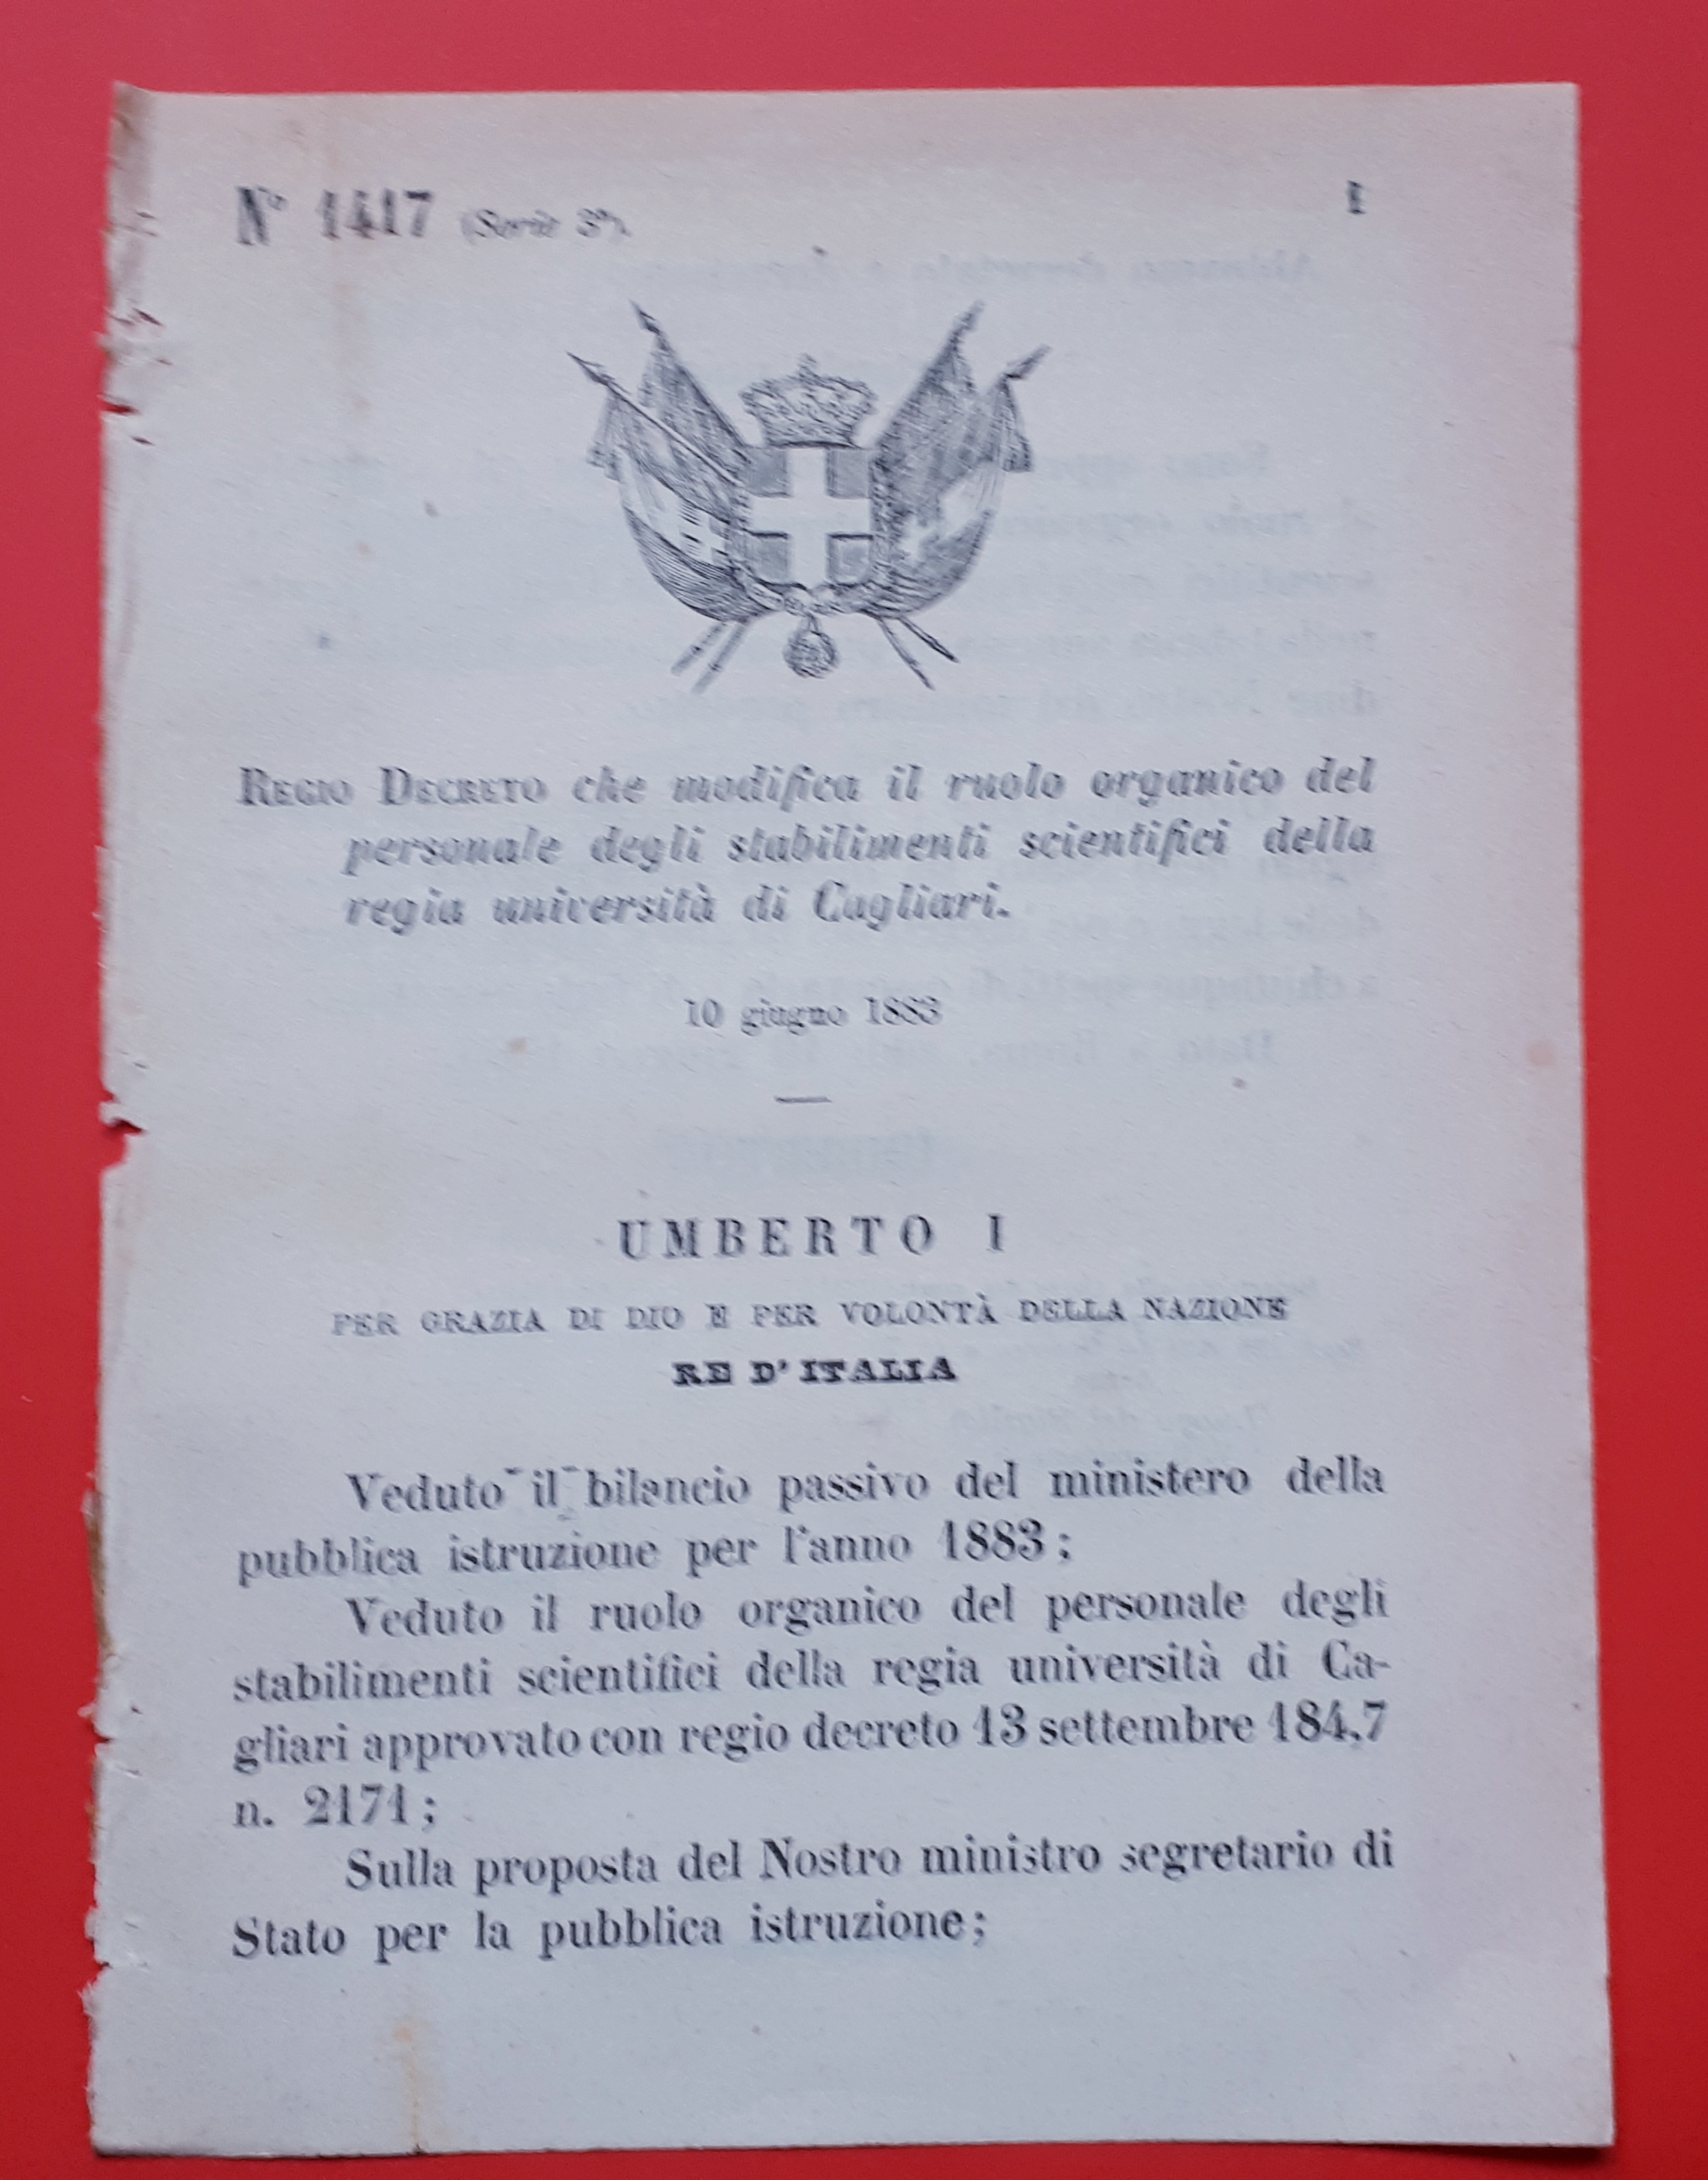 N° 1417 (Serie 3ª). 1
REGIO DECRETO che modifica il ruolo organico del
personale degli stabilimenti scientifici della
regia università di Cagliari.
10 giugno 1883
UMBERTO I
PER GRAZIA DI DIO E PER VOLONTÀ DELLA NAZIONE
RE D'ITALIA
Veduto il bilancio passivo del ministero della
pubblica istruzione per l'anno 1883;
Veduto il ruolo organico del personale degli
stabilimenti scientifici della regia università di Ca-
gliari approvato con regio decreto 13 settembre 184.7
n. 2171;
Sulla proposta del Nostro ministro segretario di
Stato per la pubblica istruzione;